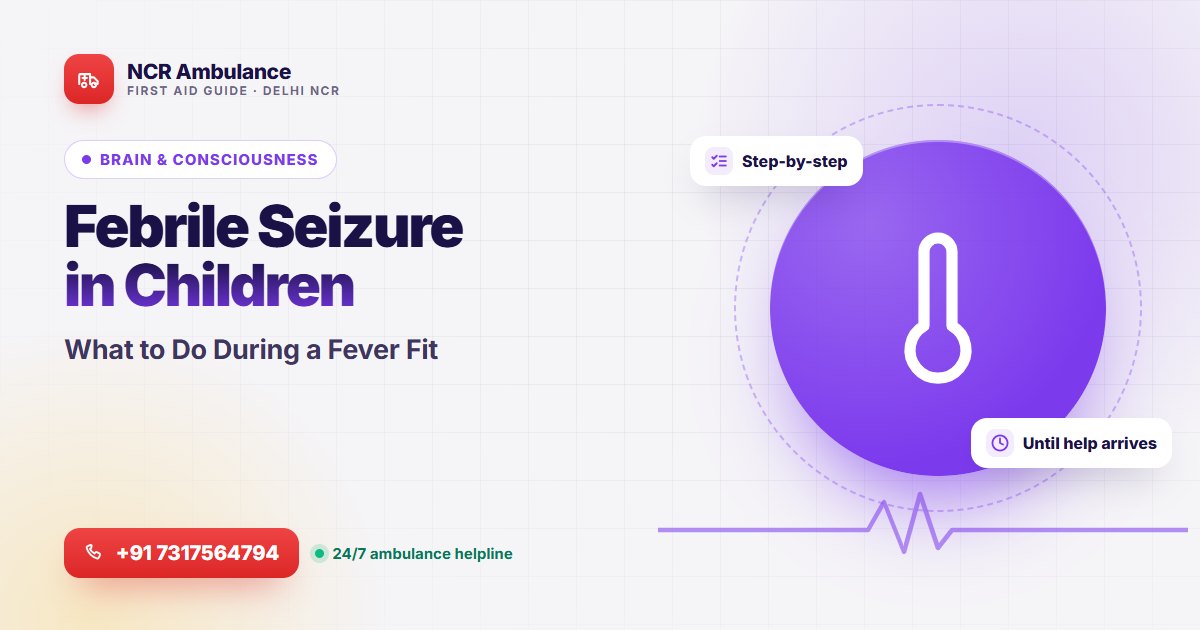 NCR Ambulance
FIRST AID GUIDE · DELHI NCR
BRAIN & CONSCIOUSNESS
Febrile Seizure
in Children
What to Do During a Fever Fit
Step-by-step
Until help arrives
+91 7317564794
24/7 ambulance helpline